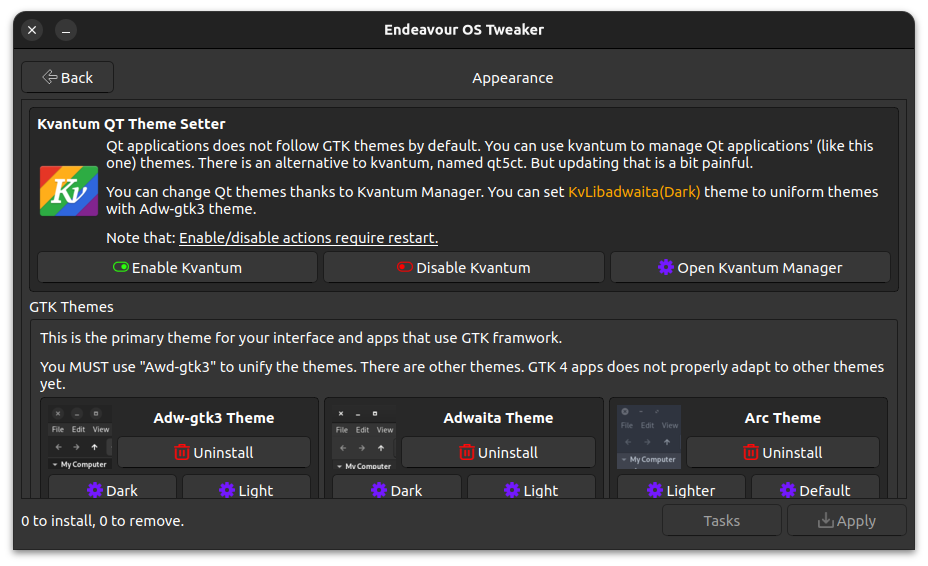 Endeavour OS Tweaker
Back
Appearance
Kvantum QT Theme Setter
Qt applications does not follow GTK themes by default. You can use kvantum to manage Qt applications' (like this
one) themes. There is an alternative to kvantum, named qt5ct. But updating that is a bit painful.
You can change Qt themes thanks to Kvantum Manager. You can set KvLibadwaita(Dark) theme to uniform themes
with Adw-gtk3 theme.
Note that: Enable/disable actions require restart.
Kv
Enable Kvantum
Disable Kvantum
Open Kvantum Manager
GTK Themes
This is the primary theme for your interface and apps that use GTK framwork.
You MUST use "Awd-gtk3" to unify the themes. There are other themes. GTK 4 apps does not properly adapt to other themes
yet.
File Edit View
My Computer
Adw-gtk3 Theme
Uninstall
Dark
Light
File Edit View
My Computer
Adwaita Theme
Uninstall
Dark
Light
File Edit View
My Computer
Arc Theme
Uninstall
Lighter
Default
0 to install, 0 to remove.
Tasks
Apply